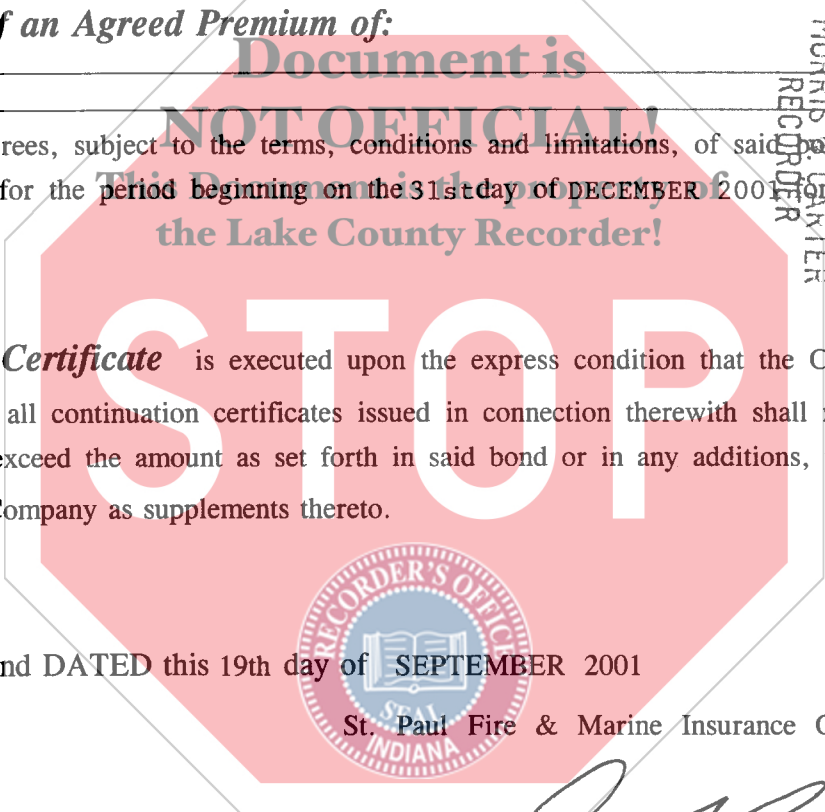 f an Agreed Premium of:
Document is
NOT OFFICIAL!
rees, subject to the terms, conditions and limitations, of said
for the period beginning on the 31st day of DECEMBER 2001 for
This Document is the property of
the Lake County Recorder!
MORRIS W. CARTER
RECORDER
STOP
Certificate is executed upon the express condition that the C
all continuation certificates issued in connection therewith shall
exceed the amount as set forth in said bond or in any additions,
Company as supplements thereto.
RECORDER'S OFFICE
SEAL
INDIANA
nd DATED this 19th day of SEPTEMBER 2001
St. Paul Fire & Marine Insurance C